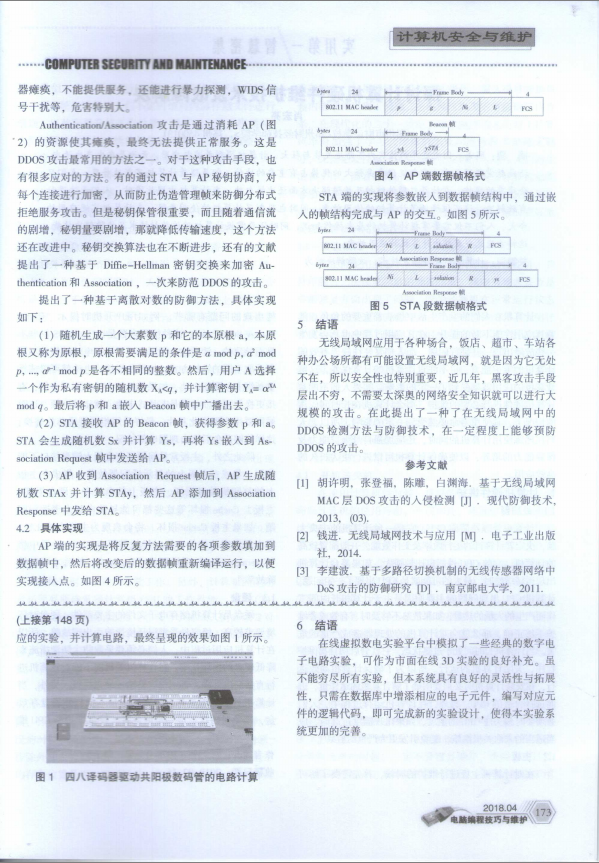 计算机安全与维护
COMPUTER SECURITY AND MAINTENANCE
器瘫痪，不能提供服务，还能进行暴力探测，WIDS 信
号干扰等，危害特别大。
Authentication/Association 攻击是通过消耗 AP（图
2）的资源使其瘫痪，最终无法提供正常服务。这是
DDOS 攻击最常用的方法之一。对于这种攻击手段，也
有很多应对的方法。有的通过 STA 与 AP 秘钥协商，对
每个连接进行加密，从而防止伪造管理帧来防御分布式
拒绝服务攻击。但是秘钥保管很重要，而且随着通信流
的剧增，秘钥量要剧增，那就降低传输速度，这个方法
还在改进中。秘钥交换算法也在不断进步，还有的文献
提出了一种基于 Diffie-Hellman 密钥交换来加密 Au-
thentication 和 Association ，一次来防范 DDOS 的攻击。
提出了一种基于离散对数的防御方法，具体实现
如下：
（1）随机生成一个大素数 p 和它的本原根 a，本原
根又称为原根，原根需要满足的条件是 a mod p, a² mod
p, ..., aᵖ⁻¹ mod p 是各不相同的整数。然后，用户 A 选择
一个作为私有密钥的随机数 Xₐ<q，并计算密钥 Yₐ= α^XA
mod q。最后将 p 和 a 嵌人 Beacon 帧中广播出去。
（2）STA 接收 AP 的 Beacon 帧，获得参数 p 和 a。
STA 会生成随机数 Sx 并计算 Ys，再将 Ys 嵌人到 As-
sociation Request 帧中发送给 AP。
（3）AP 收到 Association Request 帧后，AP 生成随
机数 STAx 并计算 STAy，然后 AP 添加到 Association
Response 中发给 STA。
4.2 具体实现
AP 端的实现是将反复方法需要的各项参数填加到
数据帧中，然后将改变后的数据帧重新编译运行，以便
实现接人点。如图 4 所示。
bytes 24 Frame Body 4
802.11 MAC header p g Ni L FCS
Beacon 帧
bytes 24 Frame Body 4
802.11 MAC header yA ySTA FCS
Association Response 帧
图 4 AP 端数据帧格式
STA 端的实现将参数嵌人到数据帧结构中，通过嵌
人的帧结构完成与 AP 的交互。如图 5 所示。
bytes 24 Frame Body 4
802.11 MAC header Ni L solution R FCS
Association Response 帧
bytes 24 Frame Body 4
802.11 MAC header Ni L solution R ys FCS
Association Response 帧
图 5 STA 段数据帧格式
5 结语
无线局域网应用于各种场合，饭店、超市、车站各
种办公场所都有可能设置无线局域网，就是因为它无处
不在，所以安全性也特别重要，近几年，黑客攻击手段
层出不穷，不需要太深奥的网络安全知识就可以进行大
规模的攻击。在此提出了一种了在无线局域网中的
DDOS 检测方法与防御技术，在一定程度上能够预防
DDOS 的攻击。
参考文献
[1] 胡许明，张登福，陈雕，白渊海. 基于无线局域网
MAC 层 DOS 攻击的人侵检测 [J] . 现代防御技术，
2013，(03).
[2] 钱进. 无线局域网技术与应用 [M] . 电子工业出版
社，2014.
[3] 李建波. 基于多路径切换机制的无线传感器网络中
DoS 攻击的防御研究 [D] . 南京邮电大学，2011.
(上接第 148 页)
应的实验，并计算电路，最终呈现的效果如图 1 所示。
图 1 四八译码器驱动共阳极数码管的电路计算
6 结语
在线虚拟数电实验平台中模拟了一些经典的数字电
子电路实验，可作为市面在线 3D 实验的良好补充。虽
不能穷尽所有实验，但本系统具有良好的灵活性与拓展
性，只需在数据库中增添相应的电子元件，编写对应元
件的逻辑代码，即可完成新的实验设计，使得本实验系
统更加的完善。
2018.04
电脑编程技巧与维护
173